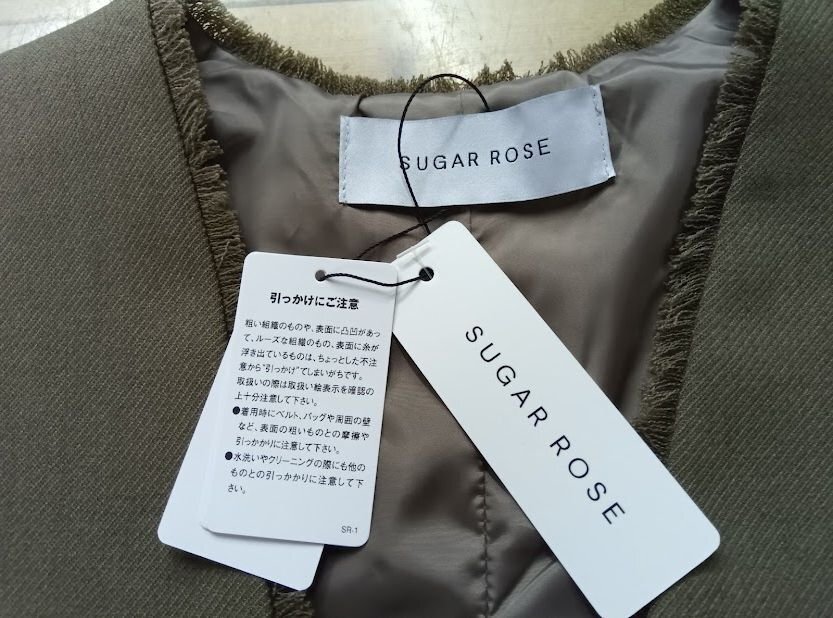 SUGAR ROSE
引っかけにご注意
粗い組織のものや、表面に凸凹があっ
て、ルーズな組織のもの、表面に糸が
浮き出ているものは、ちょっとした不注
意から"引っかけ"てしまいがちです。
取扱いの際は取扱い絵表示を確認の
上十分注意して下さい。
●着用時にベルト、バッグや周囲の壁
など、表面の粗いものとの摩擦や
引っかかりに注意して下さい。
●水洗いやクリーニングの際にも他の
ものとの引っかかりに注意して下
さい。
SR-1
SUGAR ROSE